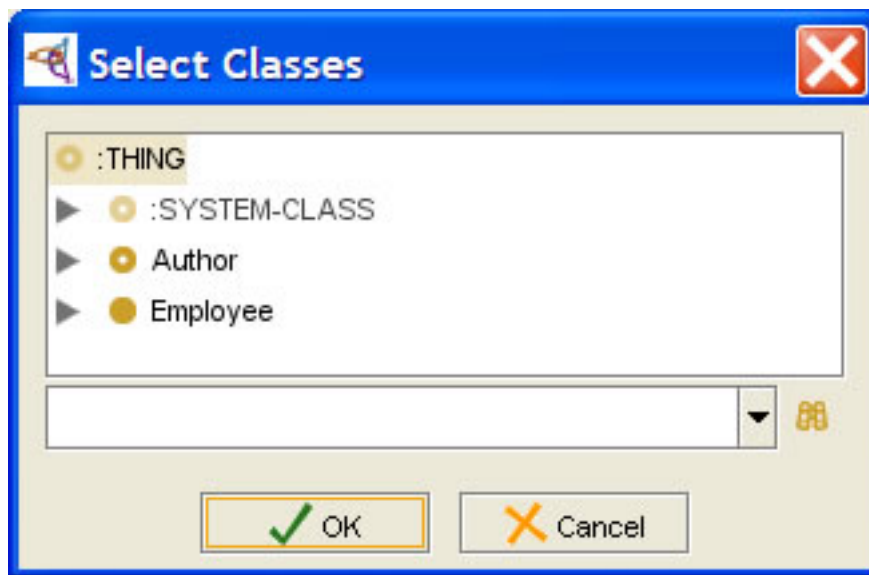 Select Classes
:THING
:SYSTEM-CLASS
Author
Employee
OK
Cancel